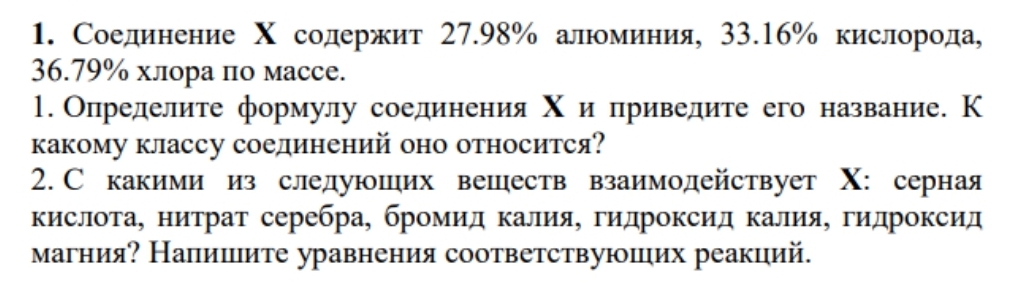 1. Соединение X содержит 27.98% алюминия, 33.16% кислорода,
36.79% хлора по массе.
1. Определите формулу соединения X и приведите его название. К
какому классу соединений оно относится?
2. С какими из следующих веществ взаимодействует X: серная
кислота, нитрат серебра, бромид калия, гидроксид калия, гидроксид
магния? Напишите уравнения соответствующих реакций.